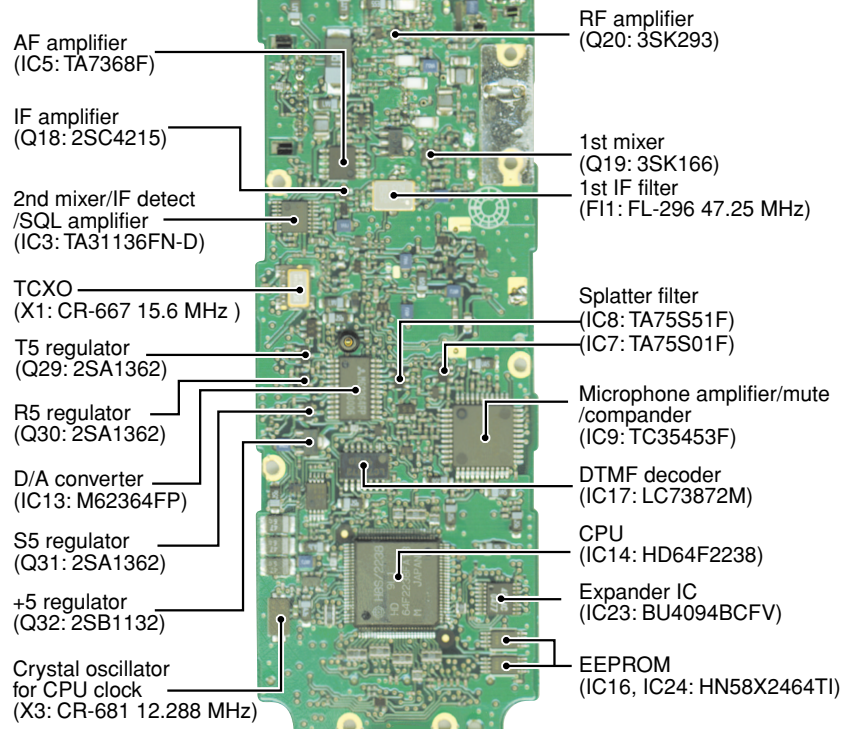 AF amplifier
(IC5: TA7368F)
IF amplifier
(Q18: 2SC4215)
2nd mixer/IF detect
/SQL amplifier
(IC3: TA31136FN-D)
TCXO
(X1: CR-667 15.6 MHz )
T5 regulator
(Q29: 2SA1362)
R5 regulator
(Q30: 2SA1362)
D/A converter
(IC13: M62364FP)
S5 regulator
(Q31: 2SA1362)
+5 regulator
(Q32: 2SB1132)
Crystal oscillator
for CPU clock
(X3: CR-681 12.288 MHz)
RF amplifier
(Q20: 3SK293)
1st mixer
(Q19: 3SK166)
1st IF filter
(FI1: FL-296 47.25 MHz)
Splatter filter
(IC8: TA75S51F)
(IC7: TA75S01F)
Microphone amplifier/mute
/compander
(IC9: TC35453F)
DTMF decoder
(IC17: LC73872M)
CPU
(IC14: HD64F2238)
Expander IC
(IC23: BU4094BCFV)
EEPROM
(IC16, IC24: HN58X2464TI)
H8S/2238
HD
M JAPAN